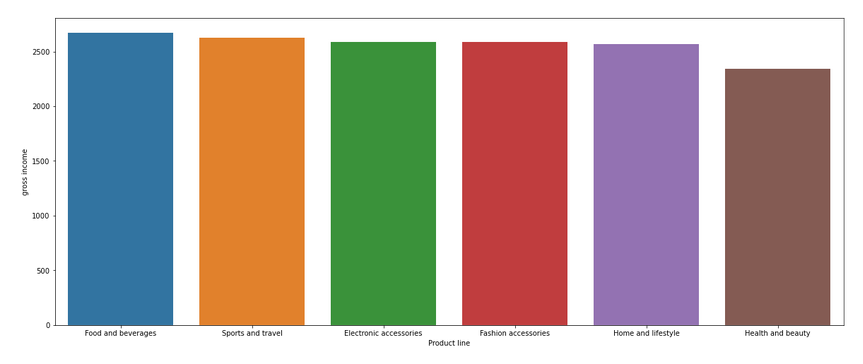 2500
2000
1500
1000
500
0
gross income
Food and beverages
Sports and travel
Electronic accessories
Fashion accessories
Home and lifestyle
Health and beauty
Product line